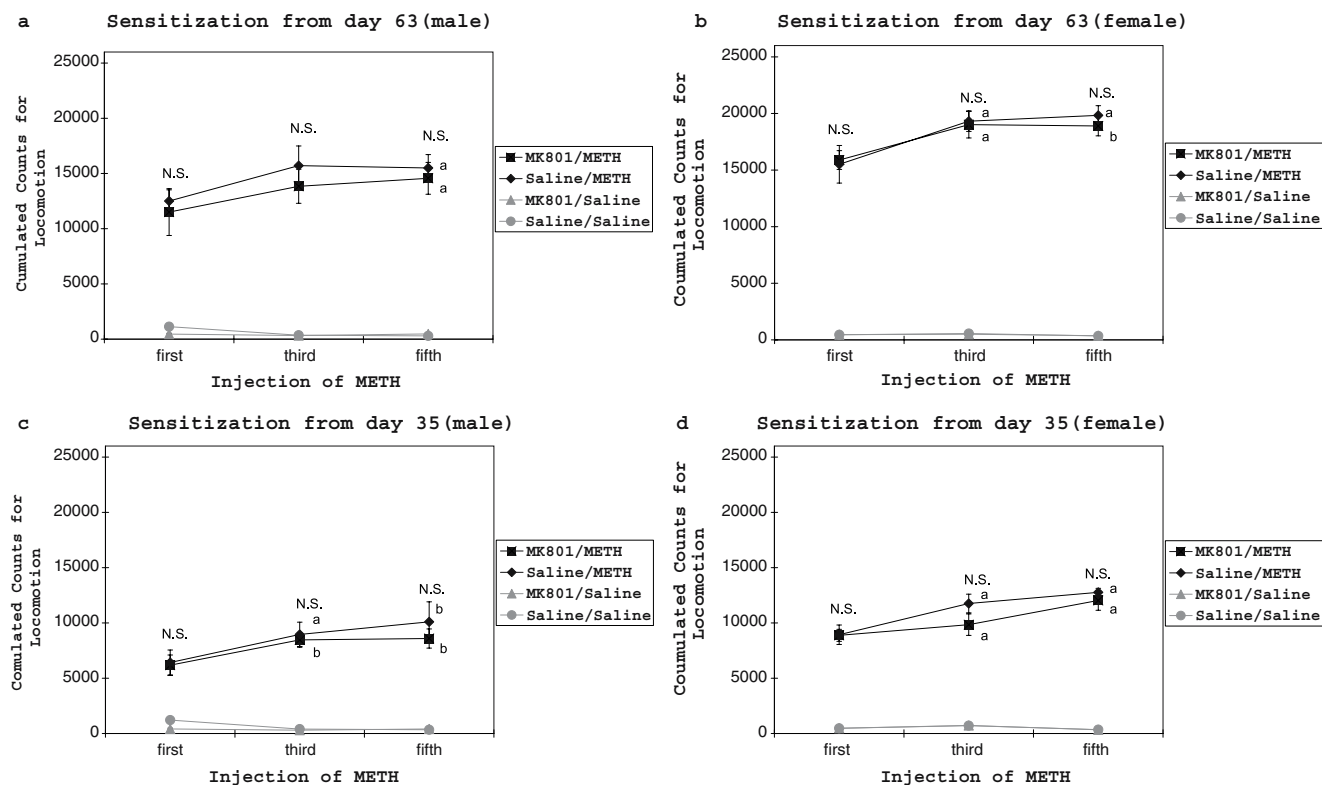 a Sensitization from day 63(male)
25000
20000
15000
10000
5000
0
Cumulated Counts for
Locomotion
N.S.
N.S.
N.S.
a
a
first third fifth
Injection of METH
MK801/METH
Saline/METH
MK801/Saline
Saline/Saline
b Sensitization from day 63(female)
25000
20000
15000
10000
5000
0
Coumulated Counts for
Locomotion
N.S.
N.S.
a
a
N.S.
a
b
first third fifth
Injection of METH
MK801/METH
Saline/METH
MK801/Saline
Saline/Saline
c Sensitization from day 35(male)
25000
20000
15000
10000
5000
0
Comulated Counts for
Locomotion
N.S.
N.S.
a
b
N.S.
b
b
first third fifth
Injection of METH
MK801/METH
Saline/METH
MK801/Saline
Saline/Saline
d Sensitization from day 35(female)
25000
20000
15000
10000
5000
0
Coumulated Counts for
Locomotion
N.S.
N.S.
a
a
N.S.
a
a
first third fifth
Injection of METH
MK801/METH
Saline/METH
MK801/Saline
Saline/Saline